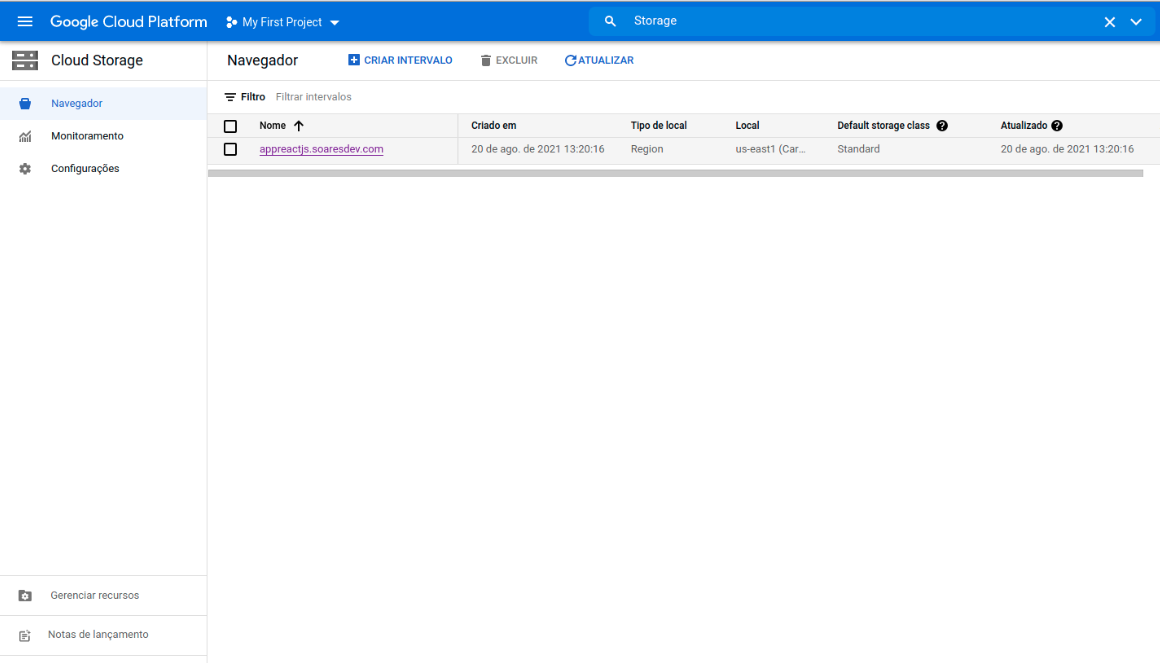 Google Cloud Platform My First Project Storage
Cloud Storage Navegador CRIAR INTERVALO EXCLUIR ATUALIZAR
Navegador
Monitoramento
Configurações
Filtro Filtrar intervalos
Nome Criado em Tipo de local Local Default storage class Atualizado
appreactjs.soaresdev.com 20 de ago. de 2021 13:20:16 Region us-east1 (Car... Standard 20 de ago. de 2021 13:20:16
Gerenciar recursos
Notas de lançamento